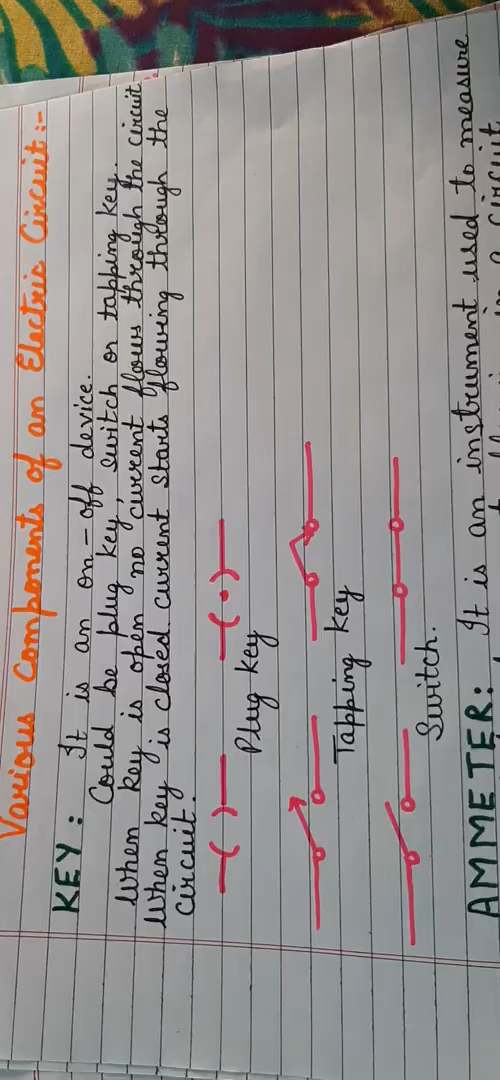 Various Components of an Electric Circuit:-
KEY: It is an on-off device.
Could be plug key, switch or tapping key.
When key is open no current flows through the circuit
When key is closed current starts flowing through the
circuit.
Plug key
Tapping key
Switch.
AMMETER: It is an instrument used to measure
in a circuit